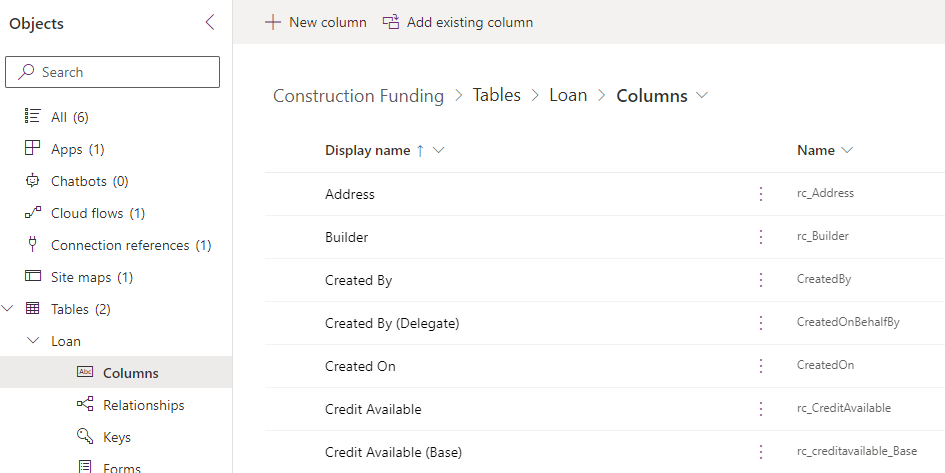 Objects
Search
All (6)
Apps (1)
Chatbots (0)
Cloud flows (1)
Connection references (1)
Site maps (1)
Tables (2)
Loan
Abc Columns
Relationships
Keys
Forms
New column Add existing column
Construction Funding > Tables > Loan > Columns
Display name ↑ Name
Address rc_Address
Builder rc_Builder
Created By CreatedBy
Created By (Delegate) CreatedOnBehalfBy
Created On CreatedOn
Credit Available rc_CreditAvailable
Credit Available (Base) rc_creditavailable_Base